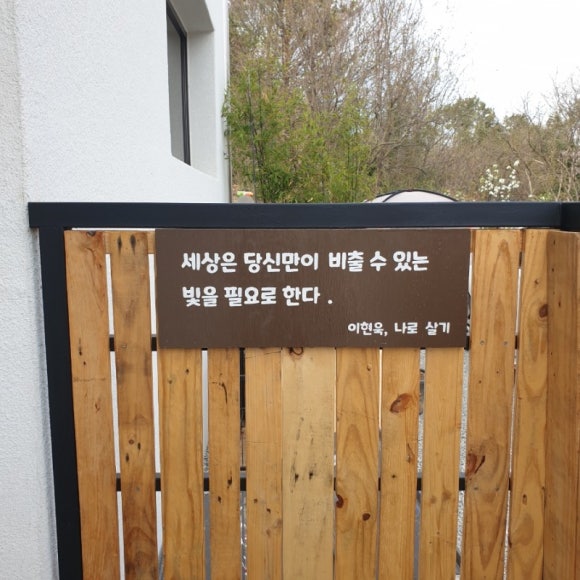 세상은 당신만이 비출 수 있는
빛을 필요로 한다 .
이현욱, 나로 살기